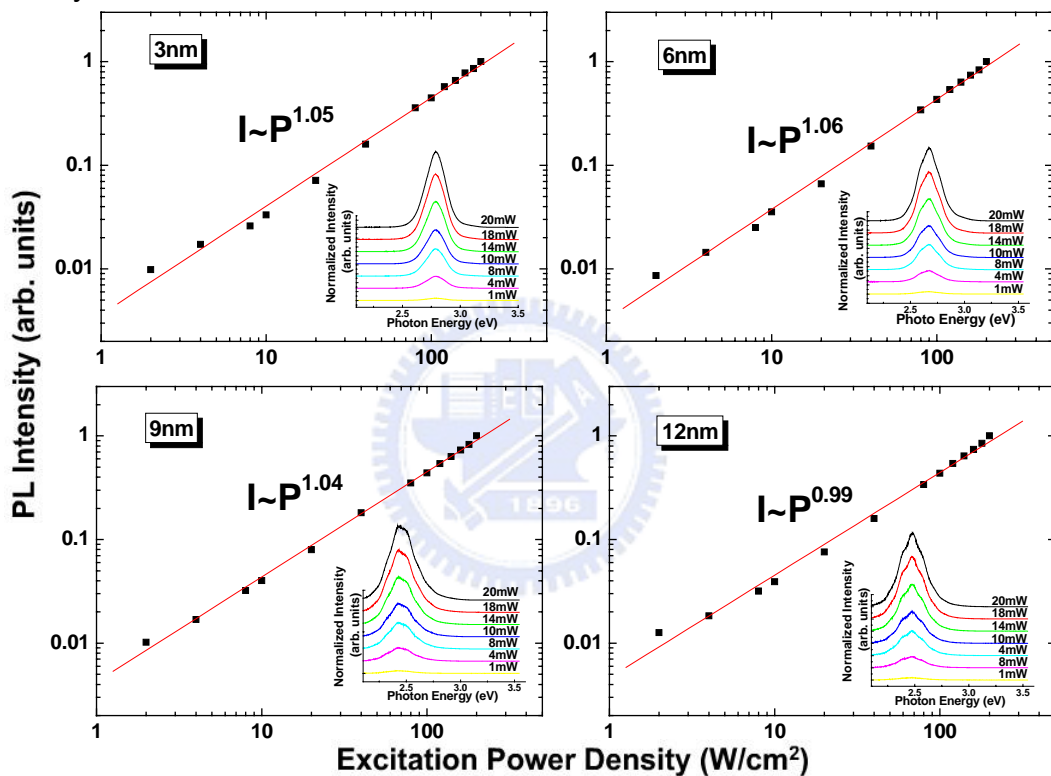 PL Intensity (arb. units)
3nm
I~P^1.05
1
0.1
0.01
1
10
100
Normalized Intensity
(arb. units)
20mW
18mW
14mW
10mW
8mW
4mW
1mW
2.5
3.0
3.5
Photon Energy (eV)
6nm
I~P^1.06
1
0.1
0.01
1
10
100
Normalized Intensity
(arb. units)
20mW
18mW
14mW
10mW
8mW
4mW
1mW
2.5
3.0
3.5
Photo Energy (eV)
9nm
I~P^1.04
1
0.1
0.01
1
10
100
Normalized Intensity
(arb. units)
20mW
18mW
14mW
10mW
8mW
4mW
1mW
2.5
3.0
3.5
Photon Energy (eV)
12nm
I~P^0.99
1
0.1
0.01
1
10
100
Normalized Intensity
(arb. units)
20mW
18mW
14mW
10mW
4mW
8mW
1mW
2.5
3.0
3.5
Photon Energy (eV)
1896
Excitation Power Density (W/cm²)